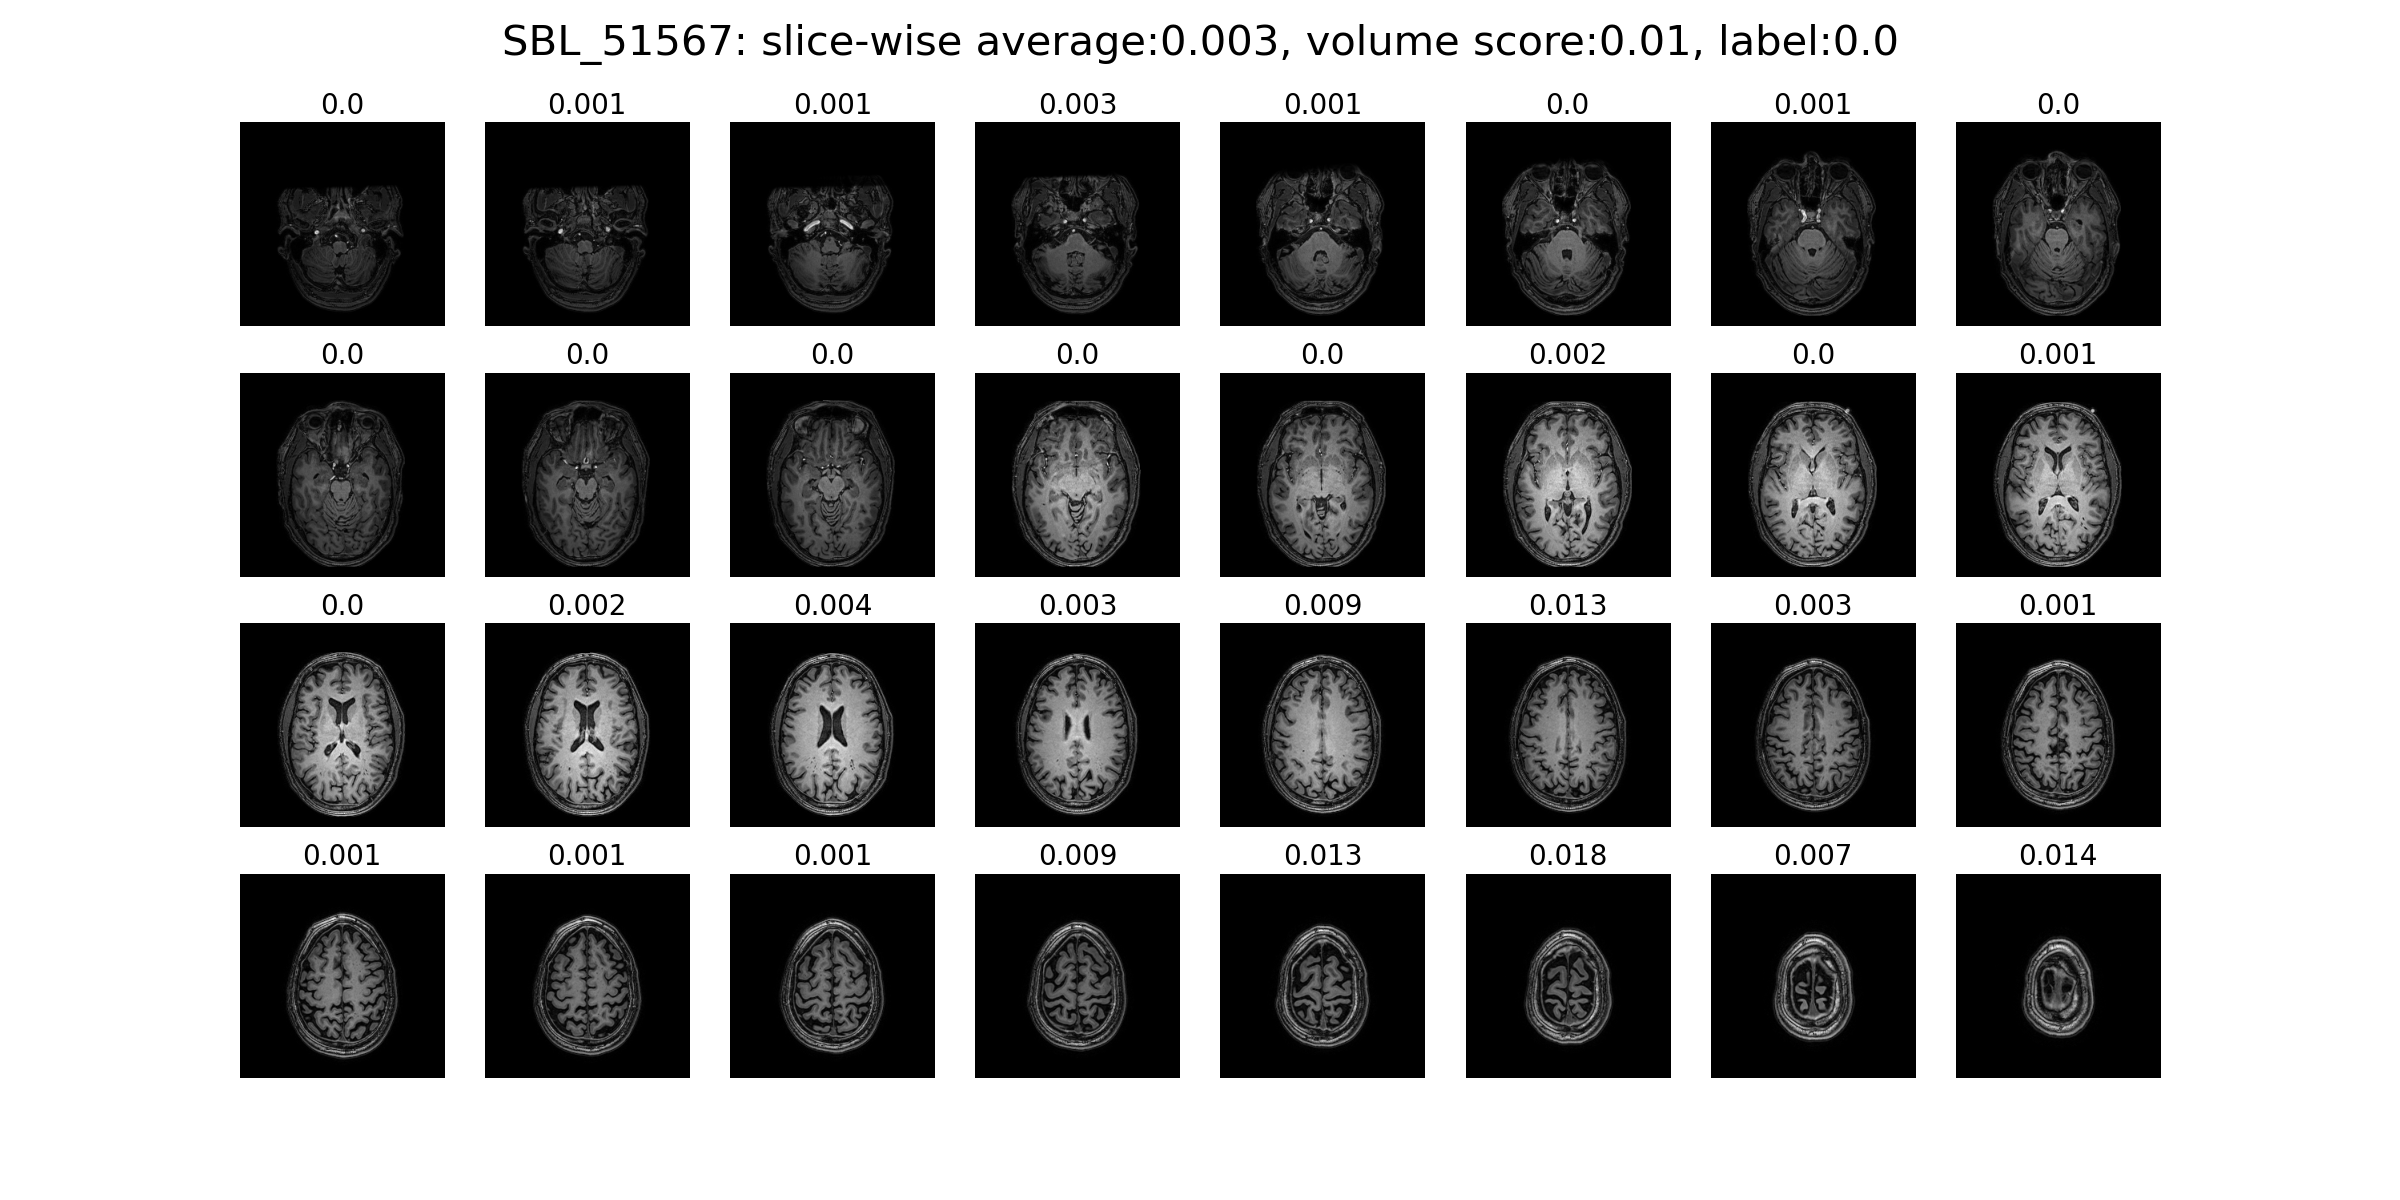 SBL_51567: slice-wise average:0.003, volume score:0.01, label:0.0
0.0 0.001 0.001 0.003 0.001 0.0 0.001 0.0
0.0 0.0 0.0 0.0 0.0 0.002 0.0 0.001
0.0 0.002 0.004 0.003 0.009 0.013 0.003 0.001
0.001 0.001 0.001 0.009 0.013 0.018 0.007 0.014